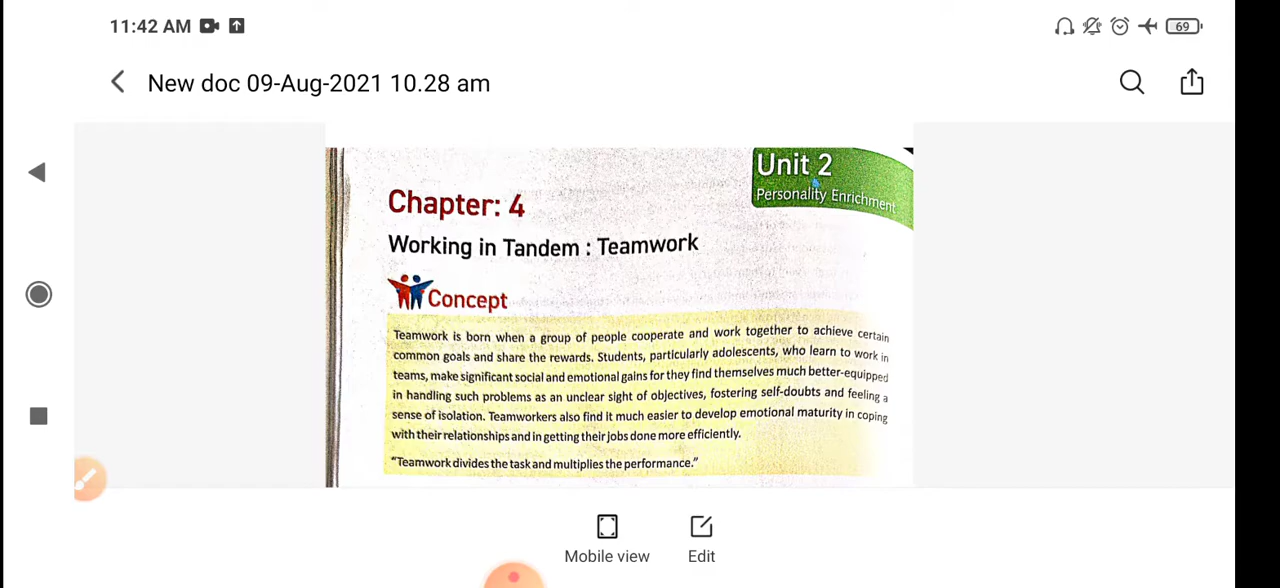 11:42 AM
69
New doc 09-Aug-2021 10.28 am
Unit 2
Personality Enrichment
Chapter: 4
Working in Tandem : Teamwork
Concept
Teamwork is born when a group of people cooperate and work together to achieve certain
common goals and share the rewards. Students, particularly adolescents, who learn to work in
teams, make significant social and emotional gains for they find themselves much better-equipped
in handling such problems as an unclear sight of objectives, fostering self-doubts and feeling a
sense of isolation. Teamworkers also find it much easier to develop emotional maturity in coping
with their relationships and in getting their jobs done more efficiently.
"Teamwork divides the task and multiplies the performance."
Mobile view
Edit